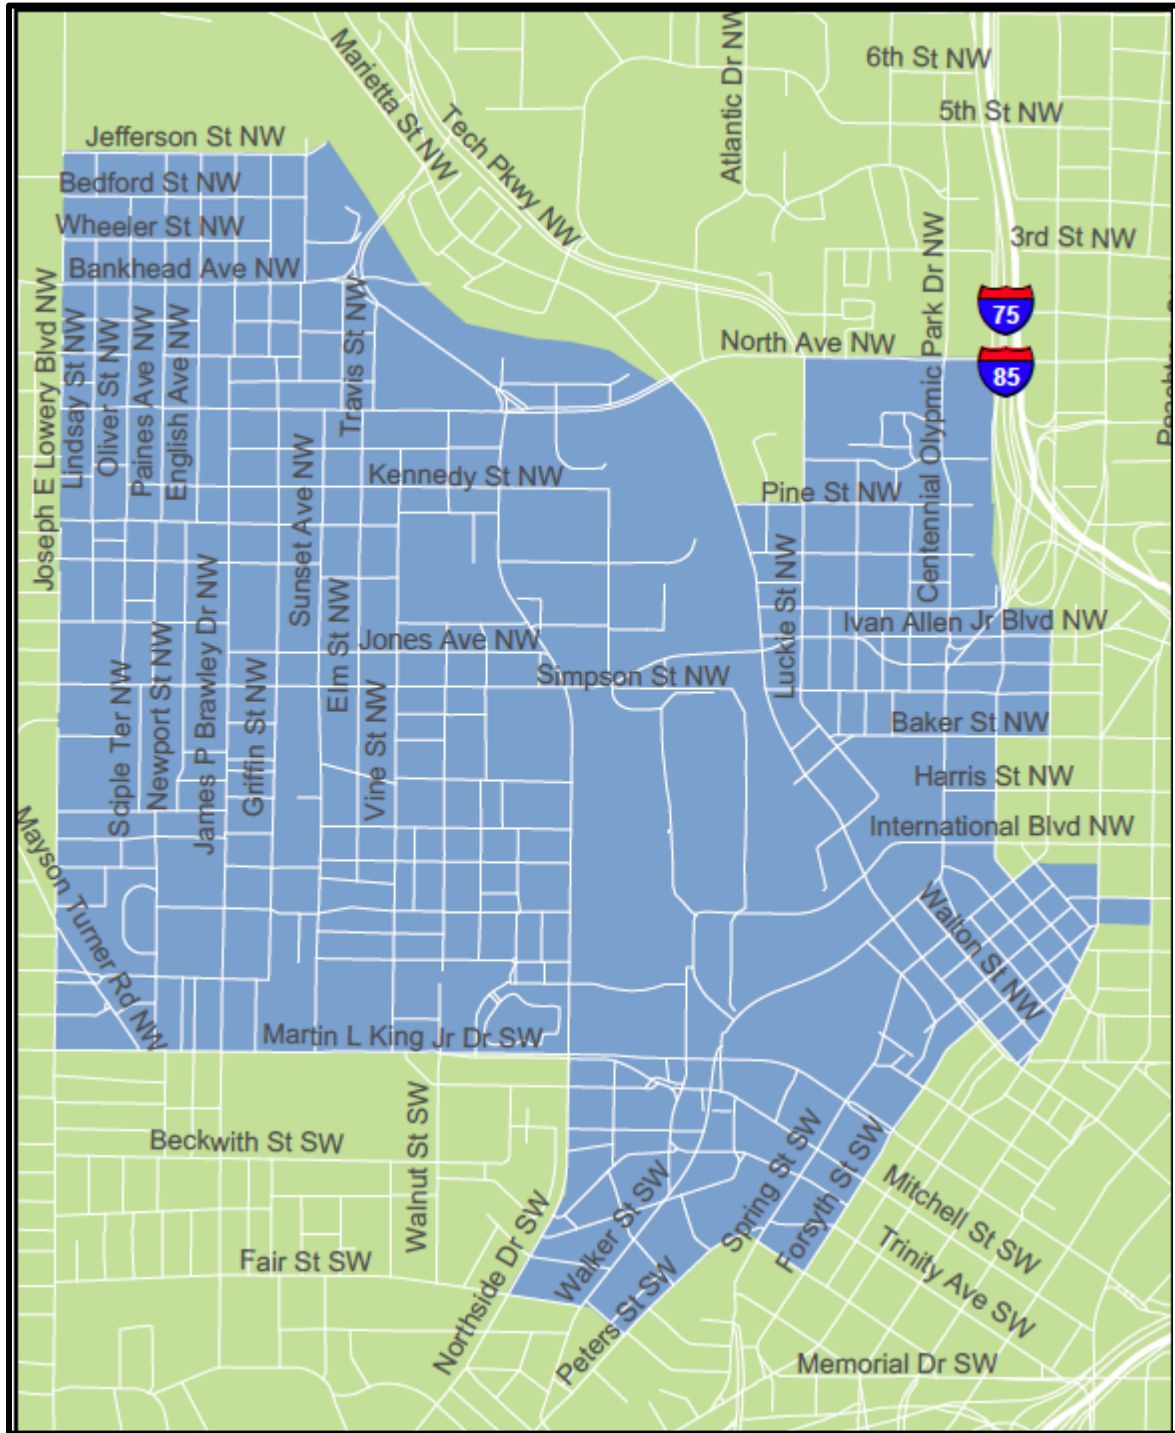 6th St NW
5th St NW
Marietta St NW
Tech Pkwy NW
Atlantic Dr NW
Jefferson St NW
Bedford St NW
Wheeler St NW
Bankhead Ave NW
3rd St NW
75
85
North Ave NW
Centennial Olypmic Park Dr NW
Joseph E Lowery Blvd NW
Lindsay St NW
Oliver St NW
Paines Ave NW
English Ave NW
Travis St NW
Sunset Ave NW
Kennedy St NW
Pine St NW
Luckie St NW
Ivan Allen Jr Blvd NW
Jones Ave NW
Simpson St NW
Elm St NW
Vine St NW
Sciple Ter NW
Newport St NW
James P Brawley Dr NW
Griffin St NW
Baker St NW
Harris St NW
International Blvd NW
Mayson Turner Rd NW
Walton St NW
Martin L King Jr Dr SW
Beckwith St SW
Walnut St SW
Fair St SW
Northside Dr SW
Walker St SW
Peters St SW
Spring St SW
Forsyth St SW
Mitchell St SW
Trinity Ave SW
Memorial Dr SW